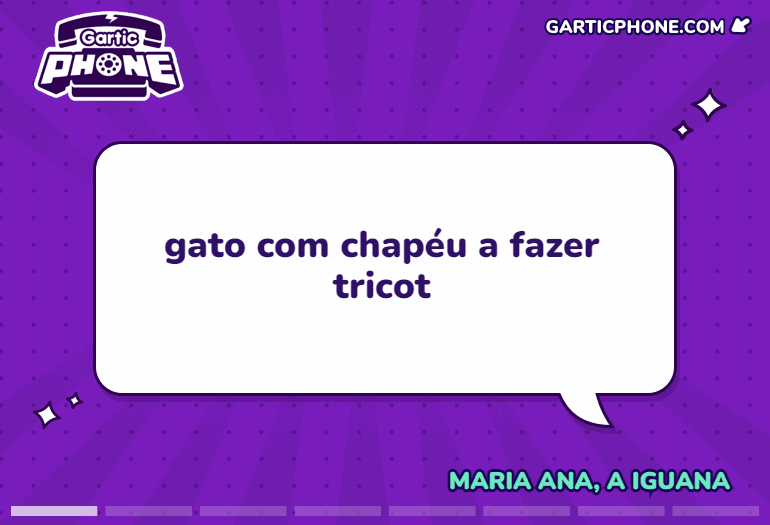 Gartic
PHONE
GARTICPHONE.COM
gato com chapéu a fazer
tricot
MARIA ANA, A IGUANA